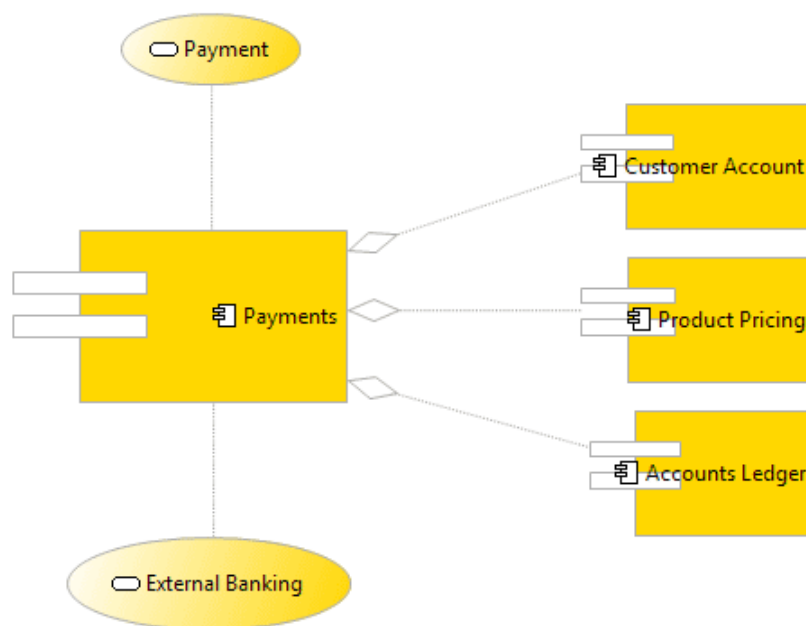 Payment
Customer Account
Payments
Product Pricing
Accounts Ledger
External Banking